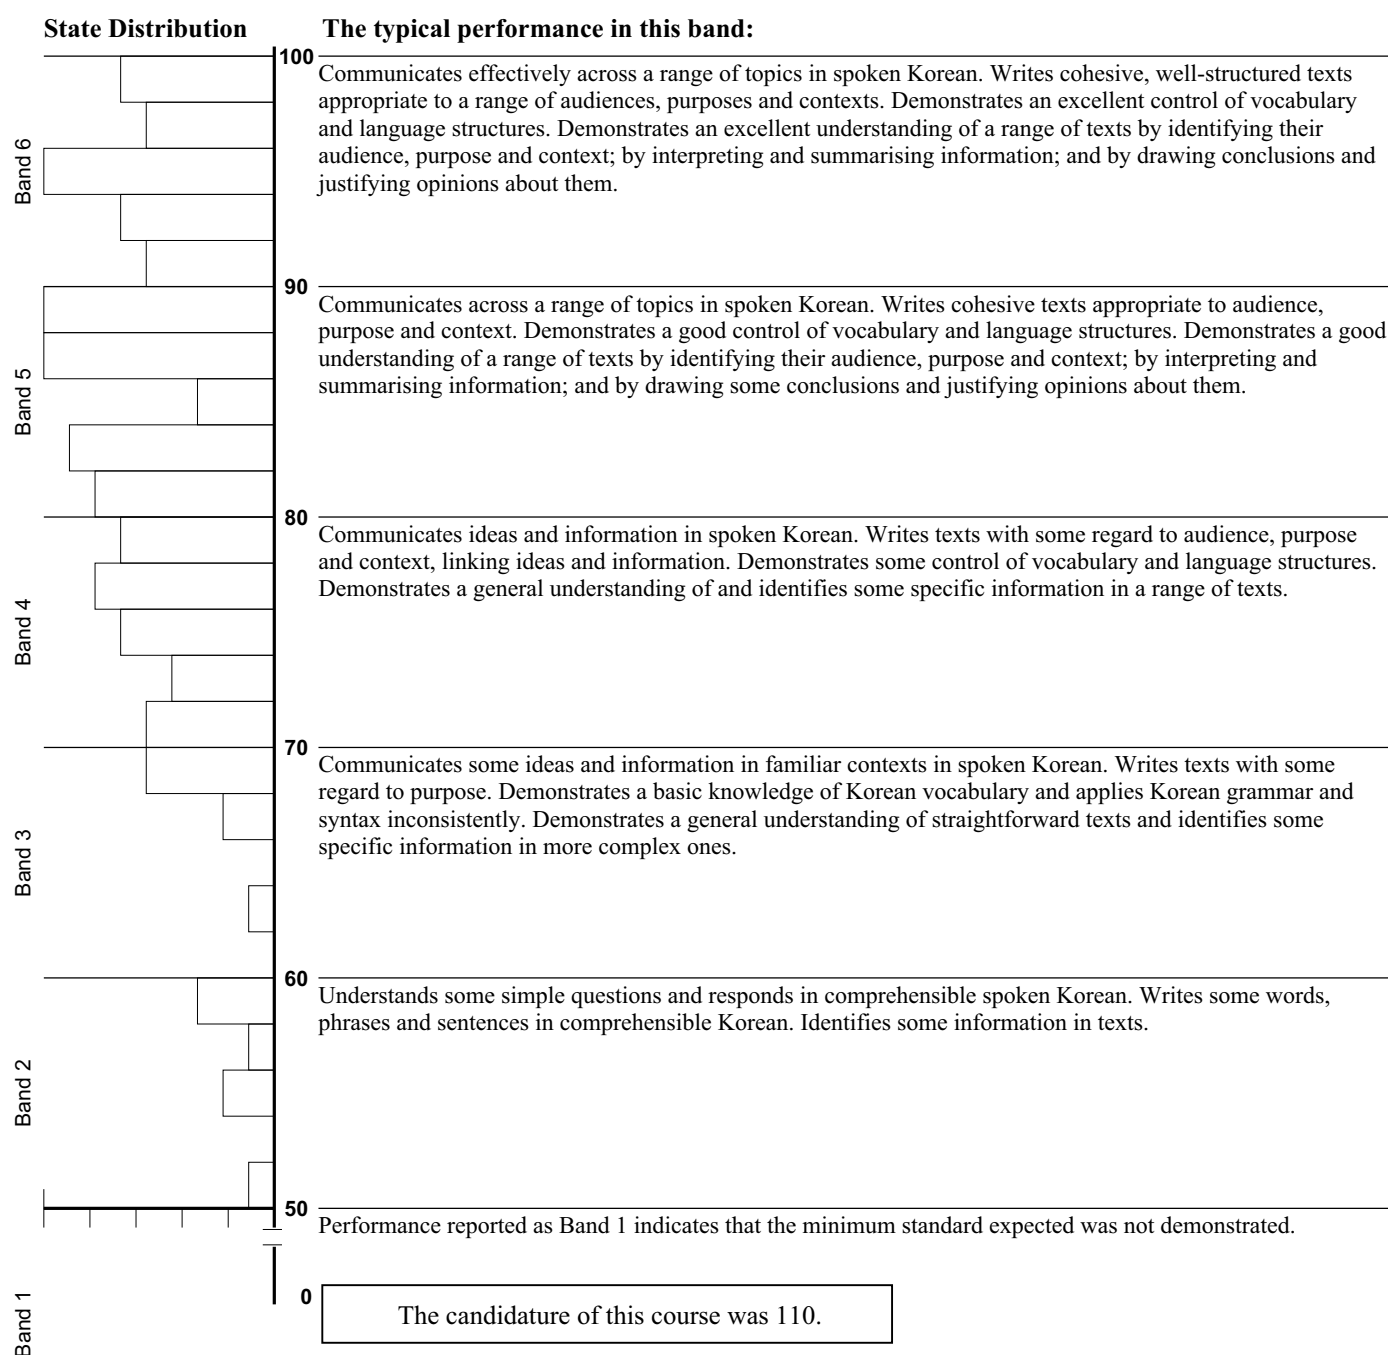 State Distribution
The typical performance in this band:
100
Communicates effectively across a range of topics in spoken Korean. Writes cohesive, well-structured texts
appropriate to a range of audiences, purposes and contexts. Demonstrates an excellent control of vocabulary
and language structures. Demonstrates an excellent understanding of a range of texts by identifying their
audience, purpose and context; by interpreting and summarising information; and by drawing conclusions and
justifying opinions about them.
Band 6
90
Communicates across a range of topics in spoken Korean. Writes cohesive texts appropriate to audience,
purpose and context. Demonstrates a good control of vocabulary and language structures. Demonstrates a good
understanding of a range of texts by identifying their audience, purpose and context; by interpreting and
summarising information; and by drawing some conclusions and justifying opinions about them.
Band 5
80
Communicates ideas and information in spoken Korean. Writes texts with some regard to audience, purpose
and context, linking ideas and information. Demonstrates some control of vocabulary and language structures.
Demonstrates a general understanding of and identifies some specific information in a range of texts.
Band 4
70
Communicates some ideas and information in familiar contexts in spoken Korean. Writes texts with some
regard to purpose. Demonstrates a basic knowledge of Korean vocabulary and applies Korean grammar and
syntax inconsistently. Demonstrates a general understanding of straightforward texts and identifies some
specific information in more complex ones.
Band 3
60
Understands some simple questions and responds in comprehensible spoken Korean. Writes some words,
phrases and sentences in comprehensible Korean. Identifies some information in texts.
Band 2
50
Performance reported as Band 1 indicates that the minimum standard expected was not demonstrated.
0
The candidature of this course was 110.
Band 1